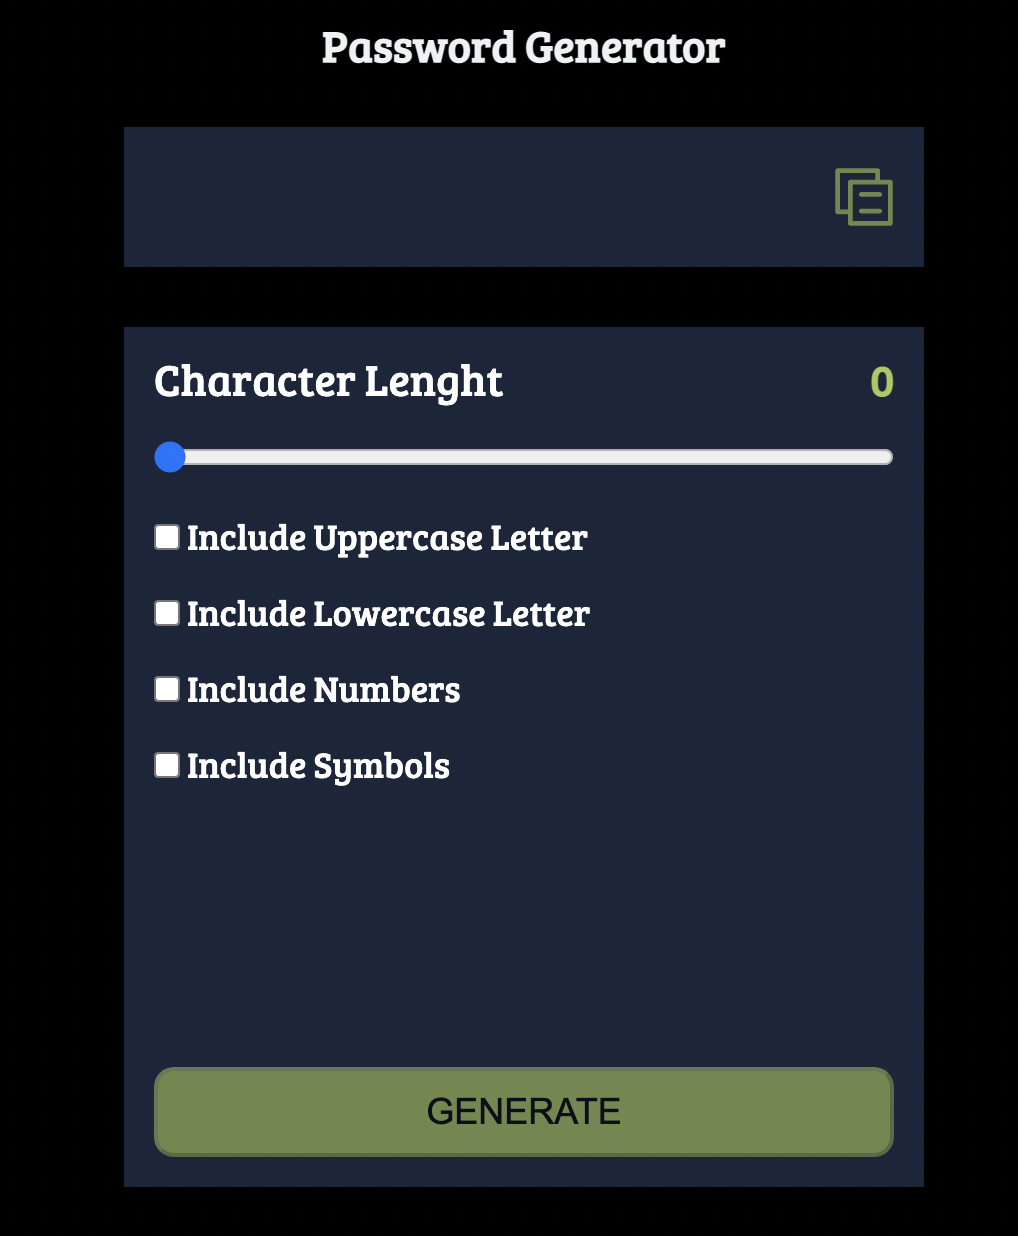 Password Generator
Character Lenght
0
Include Uppercase Letter
Include Lowercase Letter
Include Numbers
Include Symbols
GENERATE